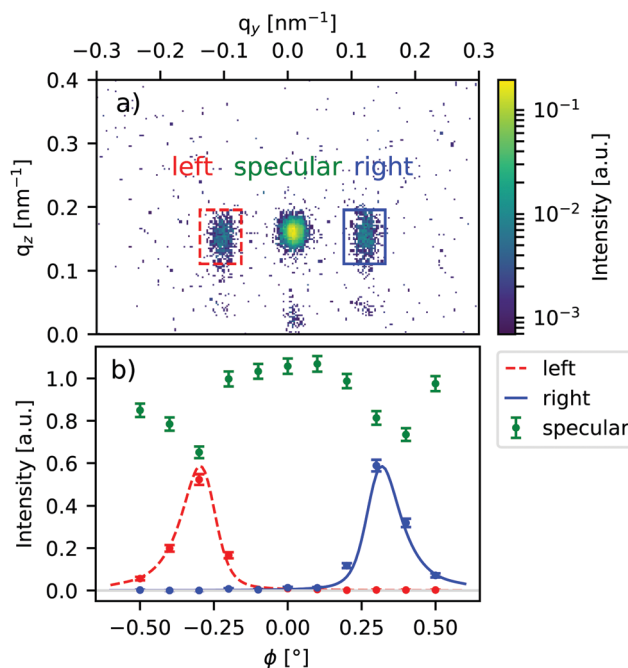 q_y [nm⁻¹]
−0.3 −0.2 −0.1 0.0 0.1 0.2 0.3
a)
left specular right
0.4
0.3
0.2
0.1
0.0
q_z [nm⁻¹]
10⁻¹
10⁻²
10⁻³
Intensity [a.u.]
b)
1.0
0.8
0.6
0.4
0.2
0.0
Intensity [a.u.]
left
right
specular
−0.50 −0.25 0.00 0.25 0.50
ϕ [°]